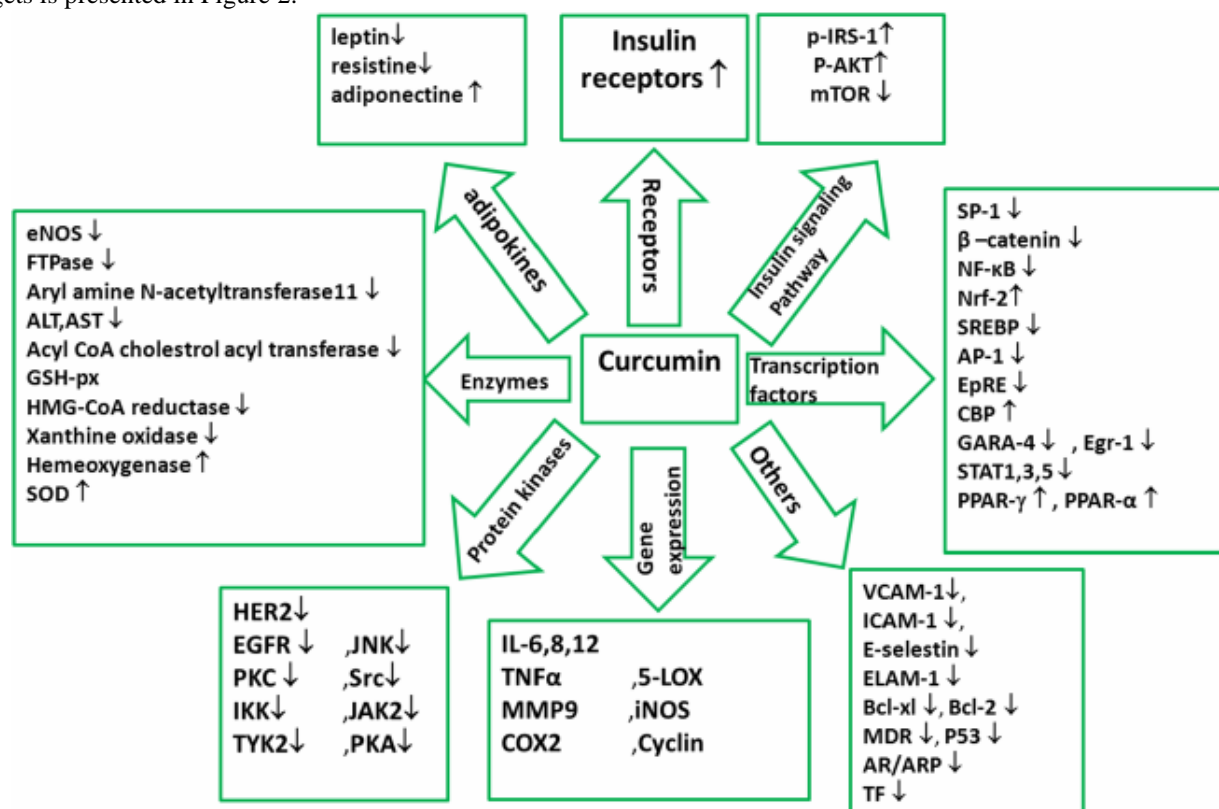 gets is presented in Figure 2.
leptin↓
resistine↓
adiponectine ↑
Insulin
receptors ↑
p-IRS-1↑
P-AKT↑
mTOR ↓
adipokines
Receptors
Insulin signaling
Pathway
eNOS ↓
FTPase ↓
Aryl amine N-acetyltransferase11 ↓
ALT,AST ↓
Acyl CoA cholestrol acyl transferase ↓
GSH-px
HMG-CoA reductase ↓
Xanthine oxidase ↓
Hemeoxygenase ↑
SOD ↑
Enzymes
Curcumin
Transcription
factors
SP-1 ↓
β –catenin ↓
NF-κB ↓
Nrf-2↑
SREBP ↓
AP-1 ↓
EpRE ↓
CBP ↑
GARA-4 ↓ , Egr-1 ↓
STAT1,3,5 ↓
PPAR-γ ↑ , PPAR-α ↑
Protein kinases
Gene
expression
Others
HER2↓
EGFR ↓ ,JNK↓
PKC ↓ ,Src↓
IKK↓ ,JAK2↓
TYK2↓ ,PKA↓
IL-6,8,12
TNFα ,5-LOX
MMP9 ,iNOS
COX2 ,Cyclin
VCAM-1↓,
ICAM-1 ↓,
E-selestin ↓
ELAM-1 ↓
Bcl-xl ↓, Bcl-2 ↓
MDR ↓, P53 ↓
AR/ARP ↓
TF ↓